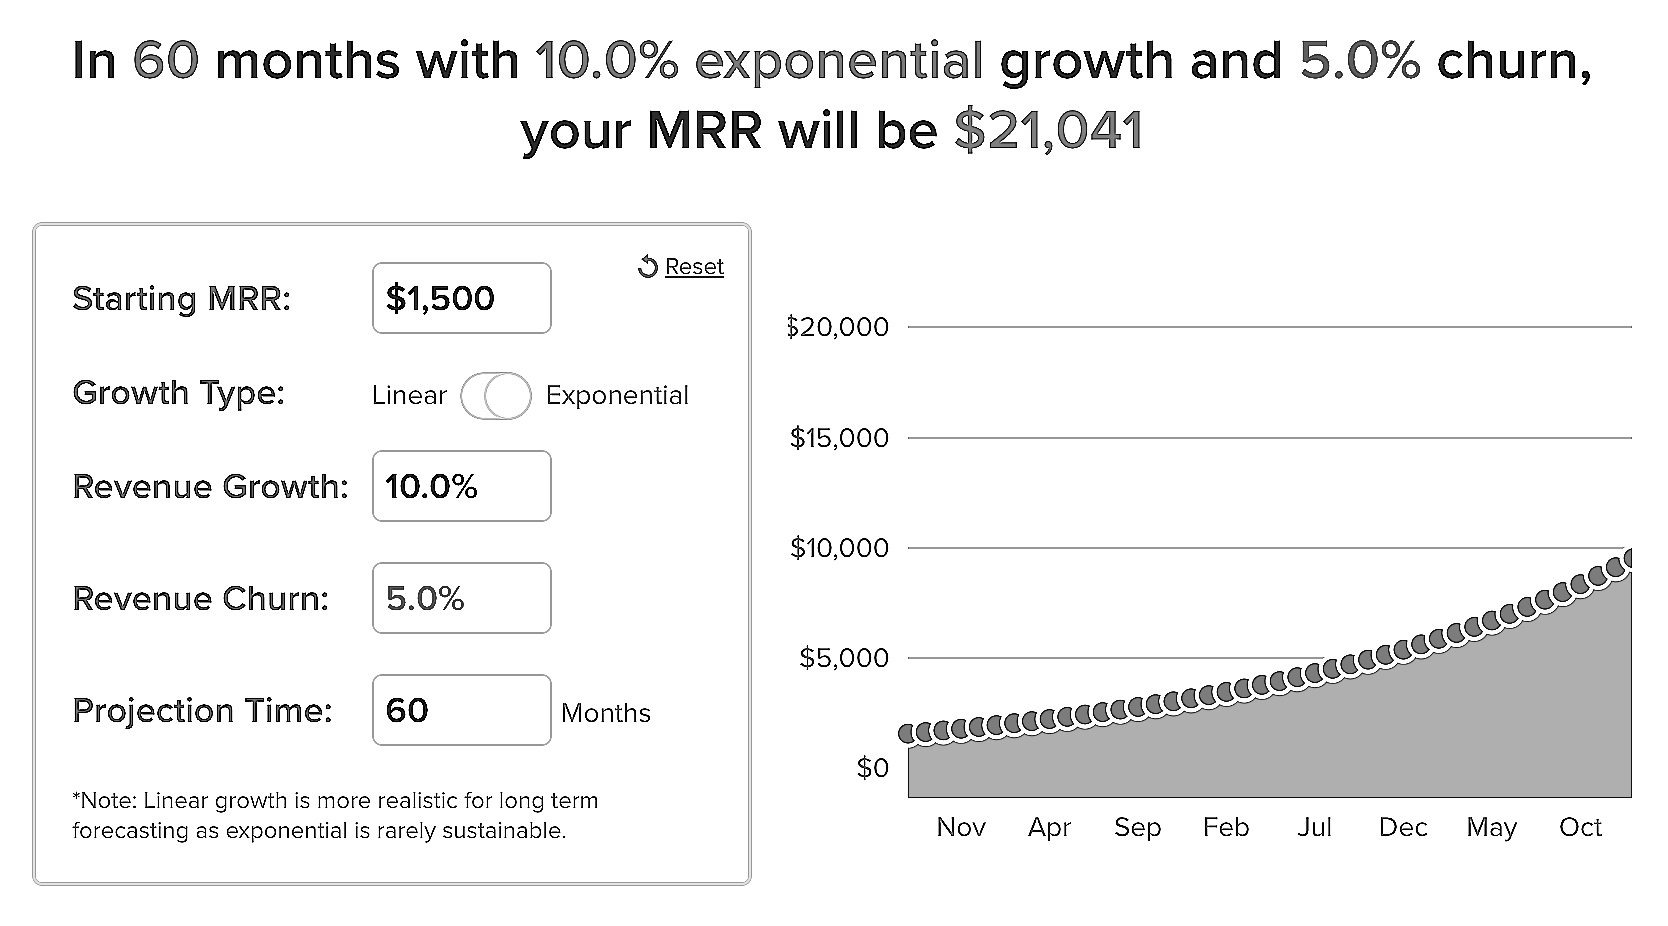 In 60 months with 10.0% exponential growth and 5.0% churn,
your MRR will be $21,041
Reset
Starting MRR: $1,500
Growth Type: Linear Exponential
Revenue Growth: 10.0%
Revenue Churn: 5.0%
Projection Time: 60 Months
*Note: Linear growth is more realistic for long term
forecasting as exponential is rarely sustainable.
$20,000
$15,000
$10,000
$5,000
$0
Nov Apr Sep Feb Jul Dec May Oct